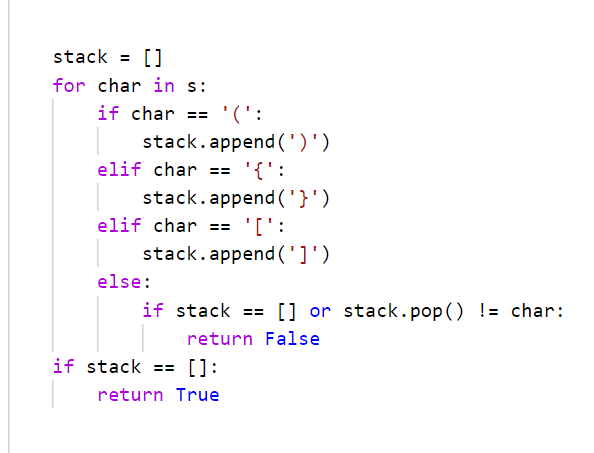 stack = []
for char in s:
    if char == '(':
        stack.append(')')
    elif char == '{':
        stack.append('}')
    elif char == '[':
        stack.append(']')
    else:
        if stack == [] or stack.pop() != char:
            return False
if stack == []:
    return True